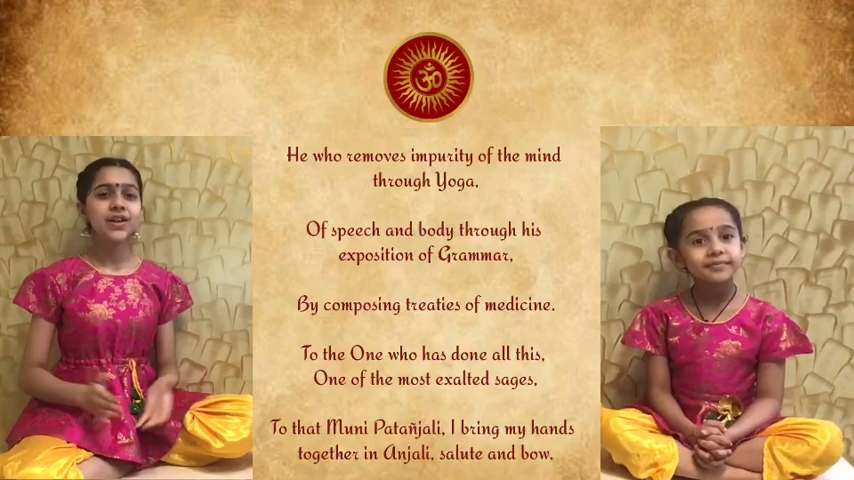 ॐ
He who removes impurity of the mind
through Yoga,
Of speech and body through his
exposition of Grammar,
By composing treaties of medicine.
To the One who has done all this,
One of the most exalted sages,
To that Muni Patañjali, I bring my hands
together in Anjali, salute and bow.